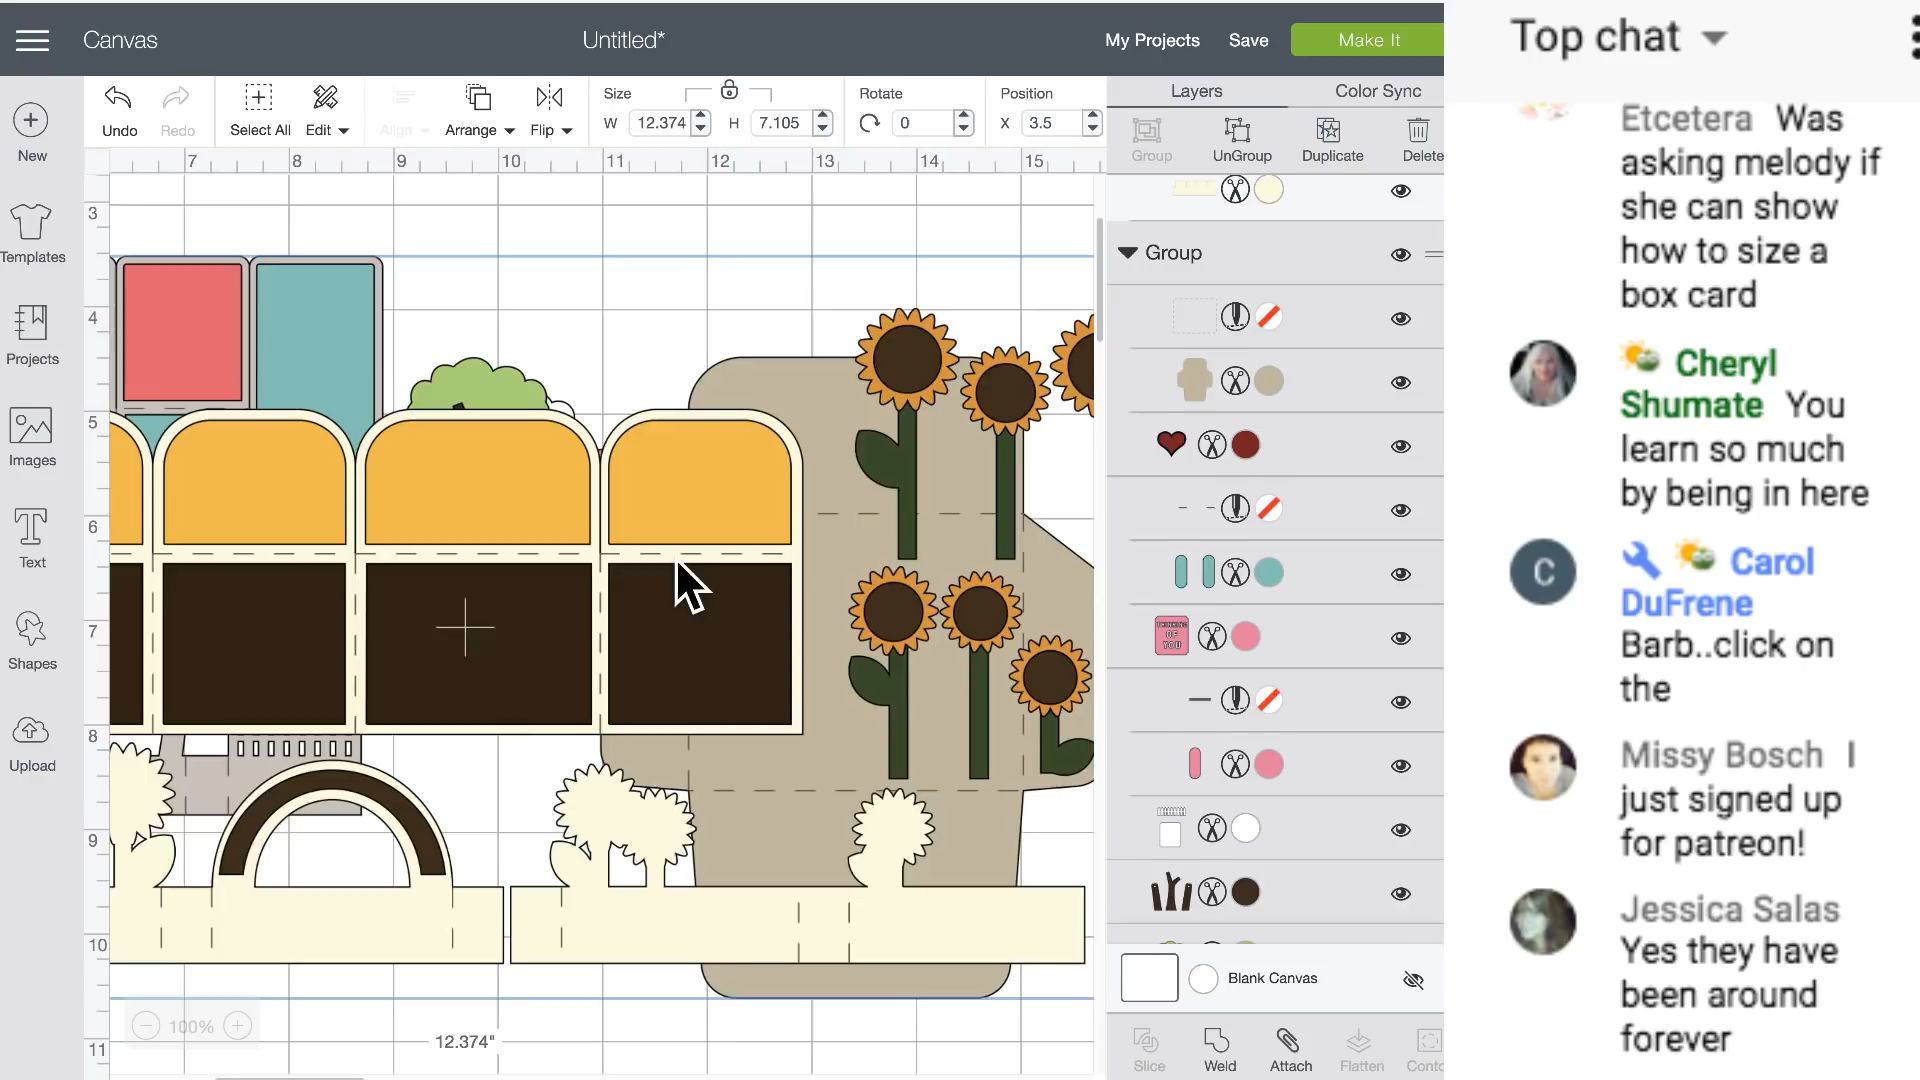 Canvas
Untitled*
My Projects
Save
Make It
Top chat
Undo
Redo
Select All
Edit
Align
Arrange
Flip
Size
W 12.374
H 7.105
Rotate
0
Position
X 3.5
Layers
Color Sync
Group
UnGroup
Duplicate
Delete
New
Templates
Projects
Images
Text
Shapes
Upload
7 8 9 10 11 12 13 14 15
3
4
5
6
7
8
9
10
11
Group
THINKING
OF
YOU
Blank Canvas
Slice
Weld
Attach
Flatten
Conto
100%
12.374"
Etcetera Was
asking melody if
she can show
how to size a
box card
Cheryl
Shumate You
learn so much
by being in here
C
Carol
DuFrene
Barb..click on
the
Missy Bosch I
just signed up
for patreon!
Jessica Salas
Yes they have
been around
forever